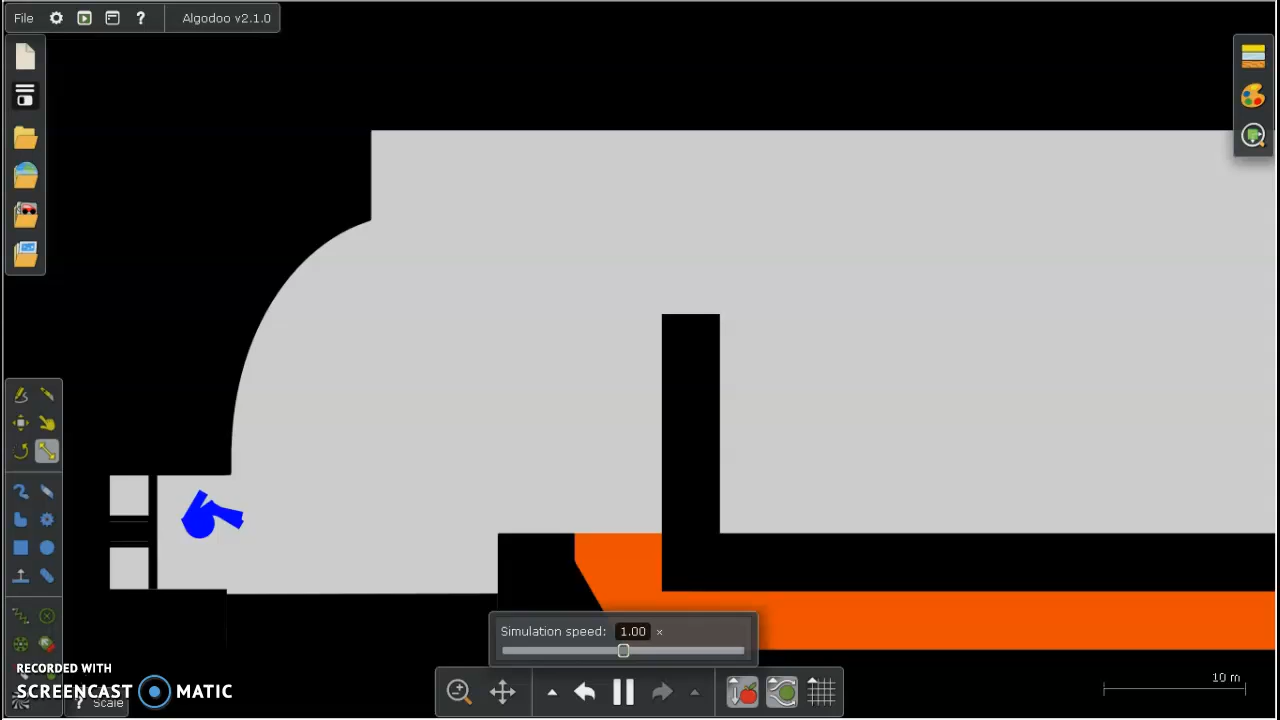 File ? Algodoo v2.1.0
Simulation speed: 1.00 ×
10 m
RECORDED WITH
SCREENCAST MATIC
? Scale